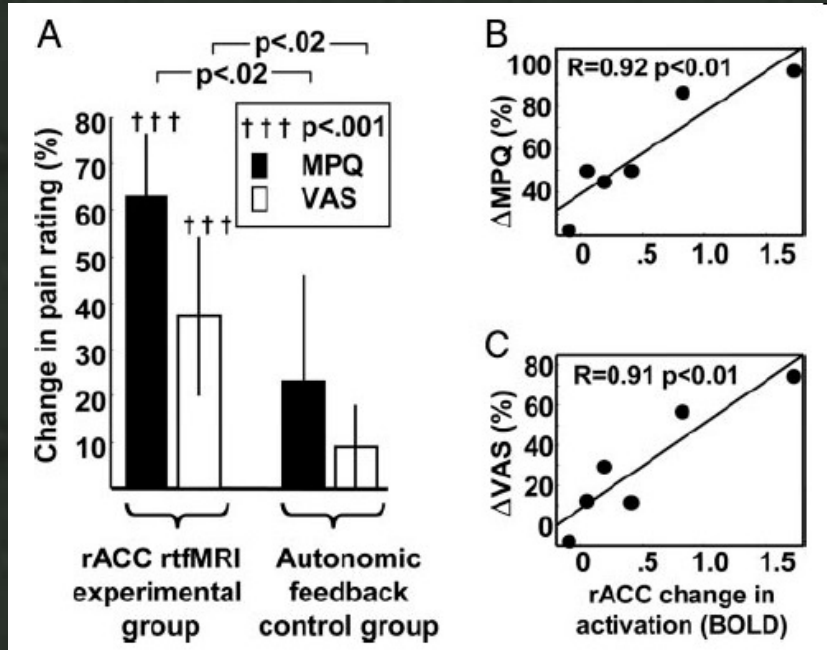 A
p<.02
p<.02
Change in pain rating (%)
80
70
60
50
40
30
20
10
†††
†††
††† p<.001
MPQ
VAS
rACC rtfMRI
experimental
group
Autonomic
feedback
control group
B
R=0.92 p<0.01
ΔMPQ (%)
100
80
60
40
0 .5 1.0 1.5
C
R=0.91 p<0.01
ΔVAS (%)
80
60
40
20
0
0 .5 1.0 1.5
rACC change in
activation (BOLD)